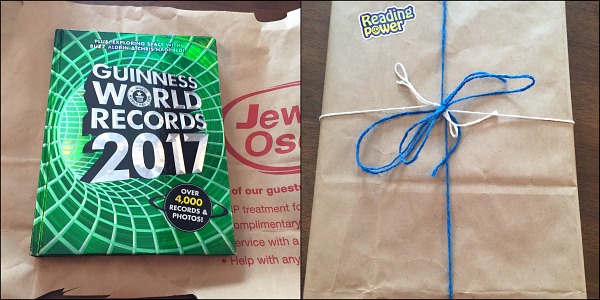 PLUS: EXPLORING SPACE WITH
BUZZ ALDRIN & CHRIS HADFIELD!
GUINNESS
WORLD
RECORDS
2017
OVER
4,000
RECORDS &
PHOTOS!
Jew
Osc
of our guests
P treatment fo
omplimentary
ervice with a
• Help with any
Reading
Power